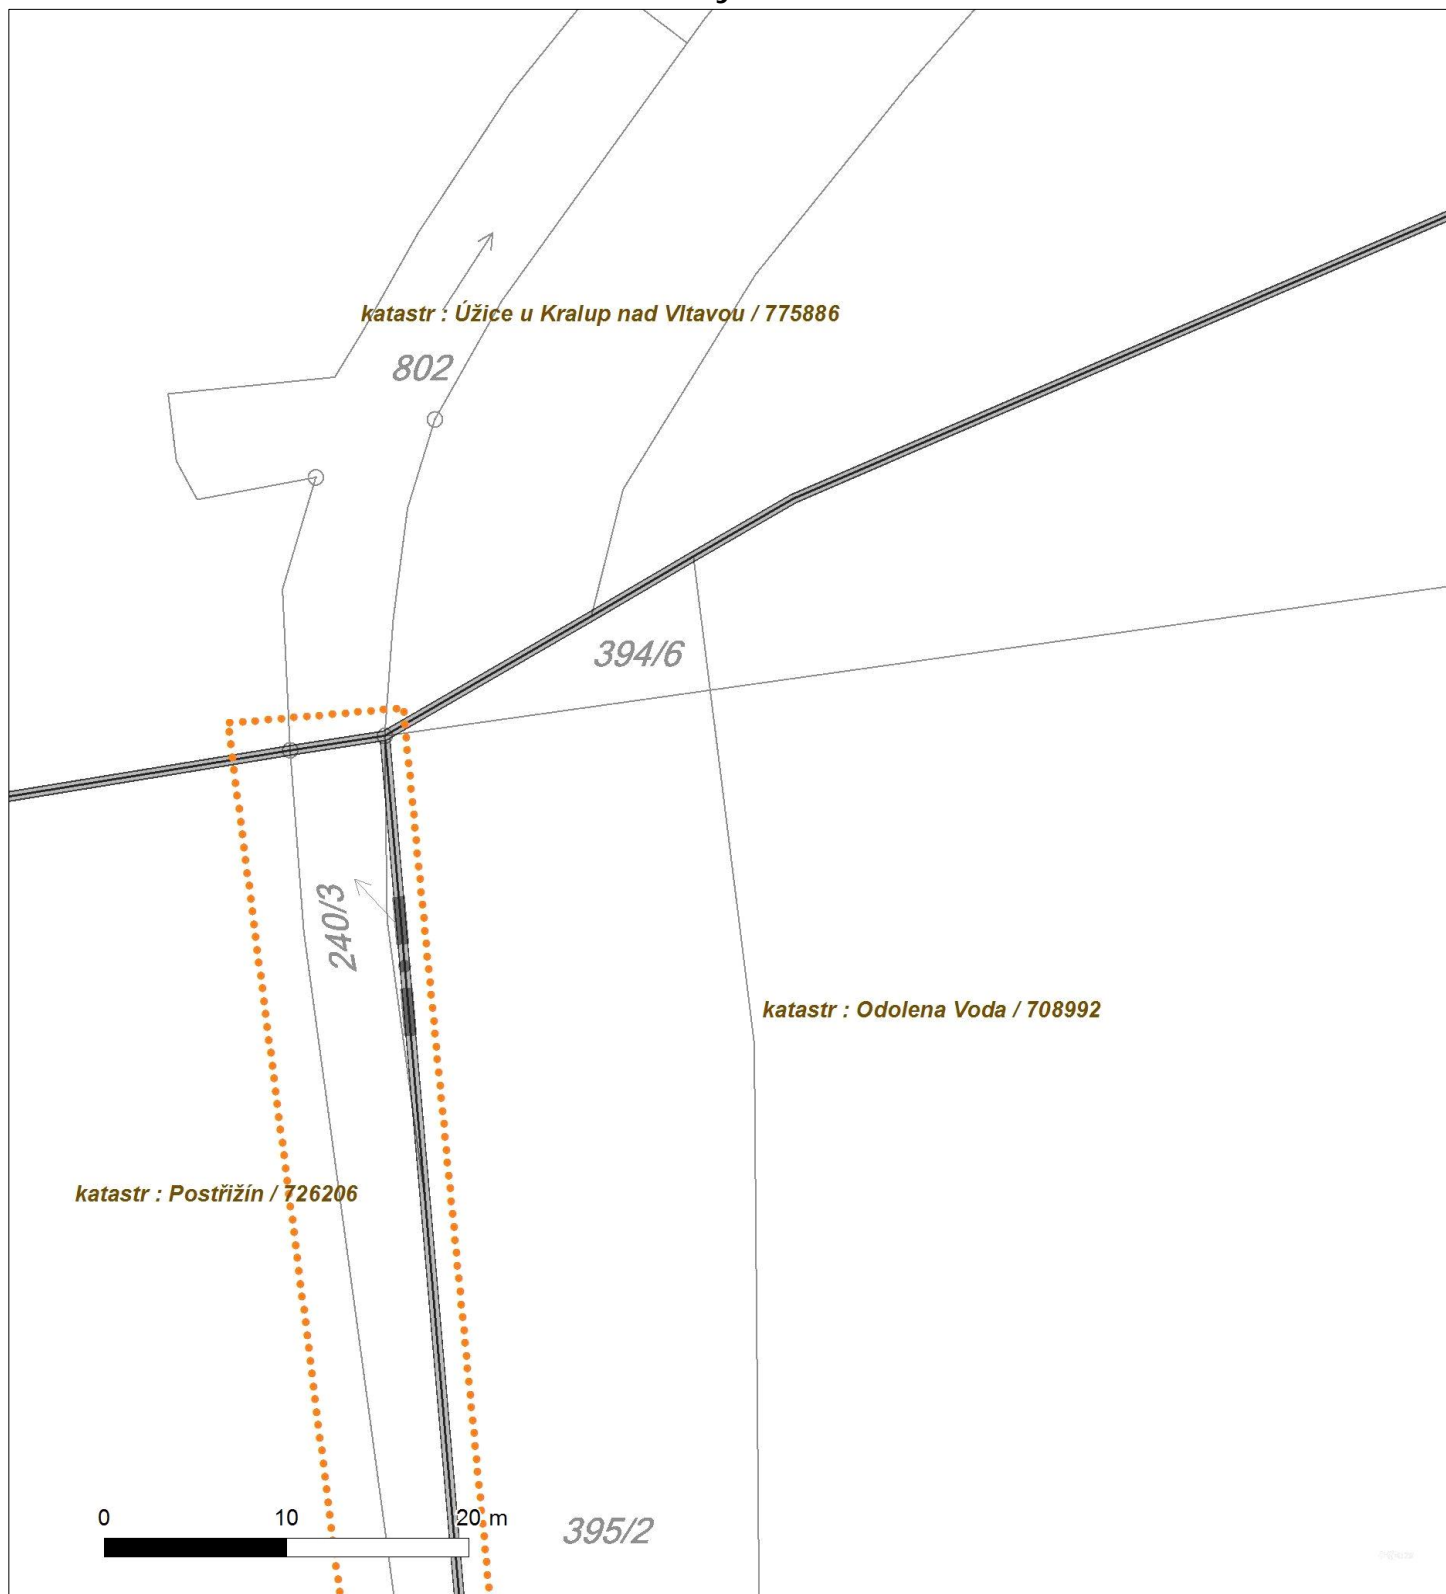 katastr : Úžice u Kralup nad Vltavou / 775886
802
394/6
240/3
katastr : Odolena Voda / 708992
katastr : Postřižín / 726206
0 10 20 m
395/2